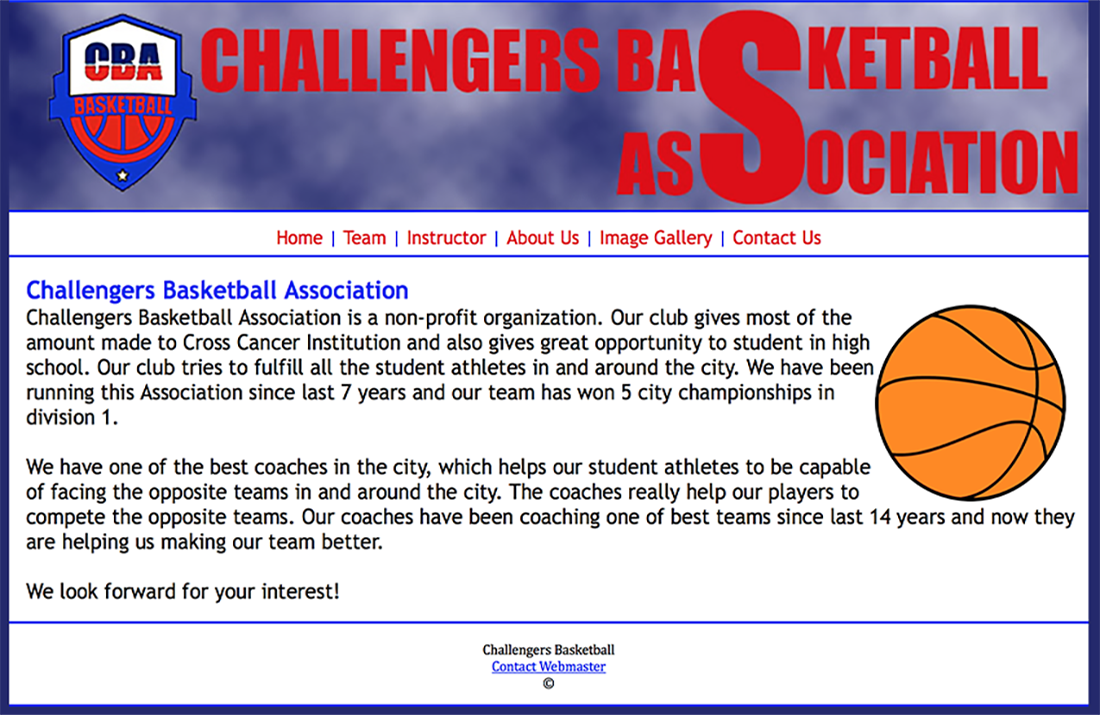 CBA
BASKETBALL
CHALLENGERS BASKETBALL
ASSOCIATION
Home | Team | Instructor | About Us | Image Gallery | Contact Us
Challengers Basketball Association
Challengers Basketball Association is a non-profit organization. Our club gives most of the
amount made to Cross Cancer Institution and also gives great opportunity to student in high
school. Our club tries to fulfill all the student athletes in and around the city. We have been
running this Association since last 7 years and our team has won 5 city championships in
division 1.
We have one of the best coaches in the city, which helps our student athletes to be capable
of facing the opposite teams in and around the city. The coaches really help our players to
compete the opposite teams. Our coaches have been coaching one of best teams since last 14 years and now they
are helping us making our team better.
We look forward for your interest!
Challengers Basketball
Contact Webmaster
©